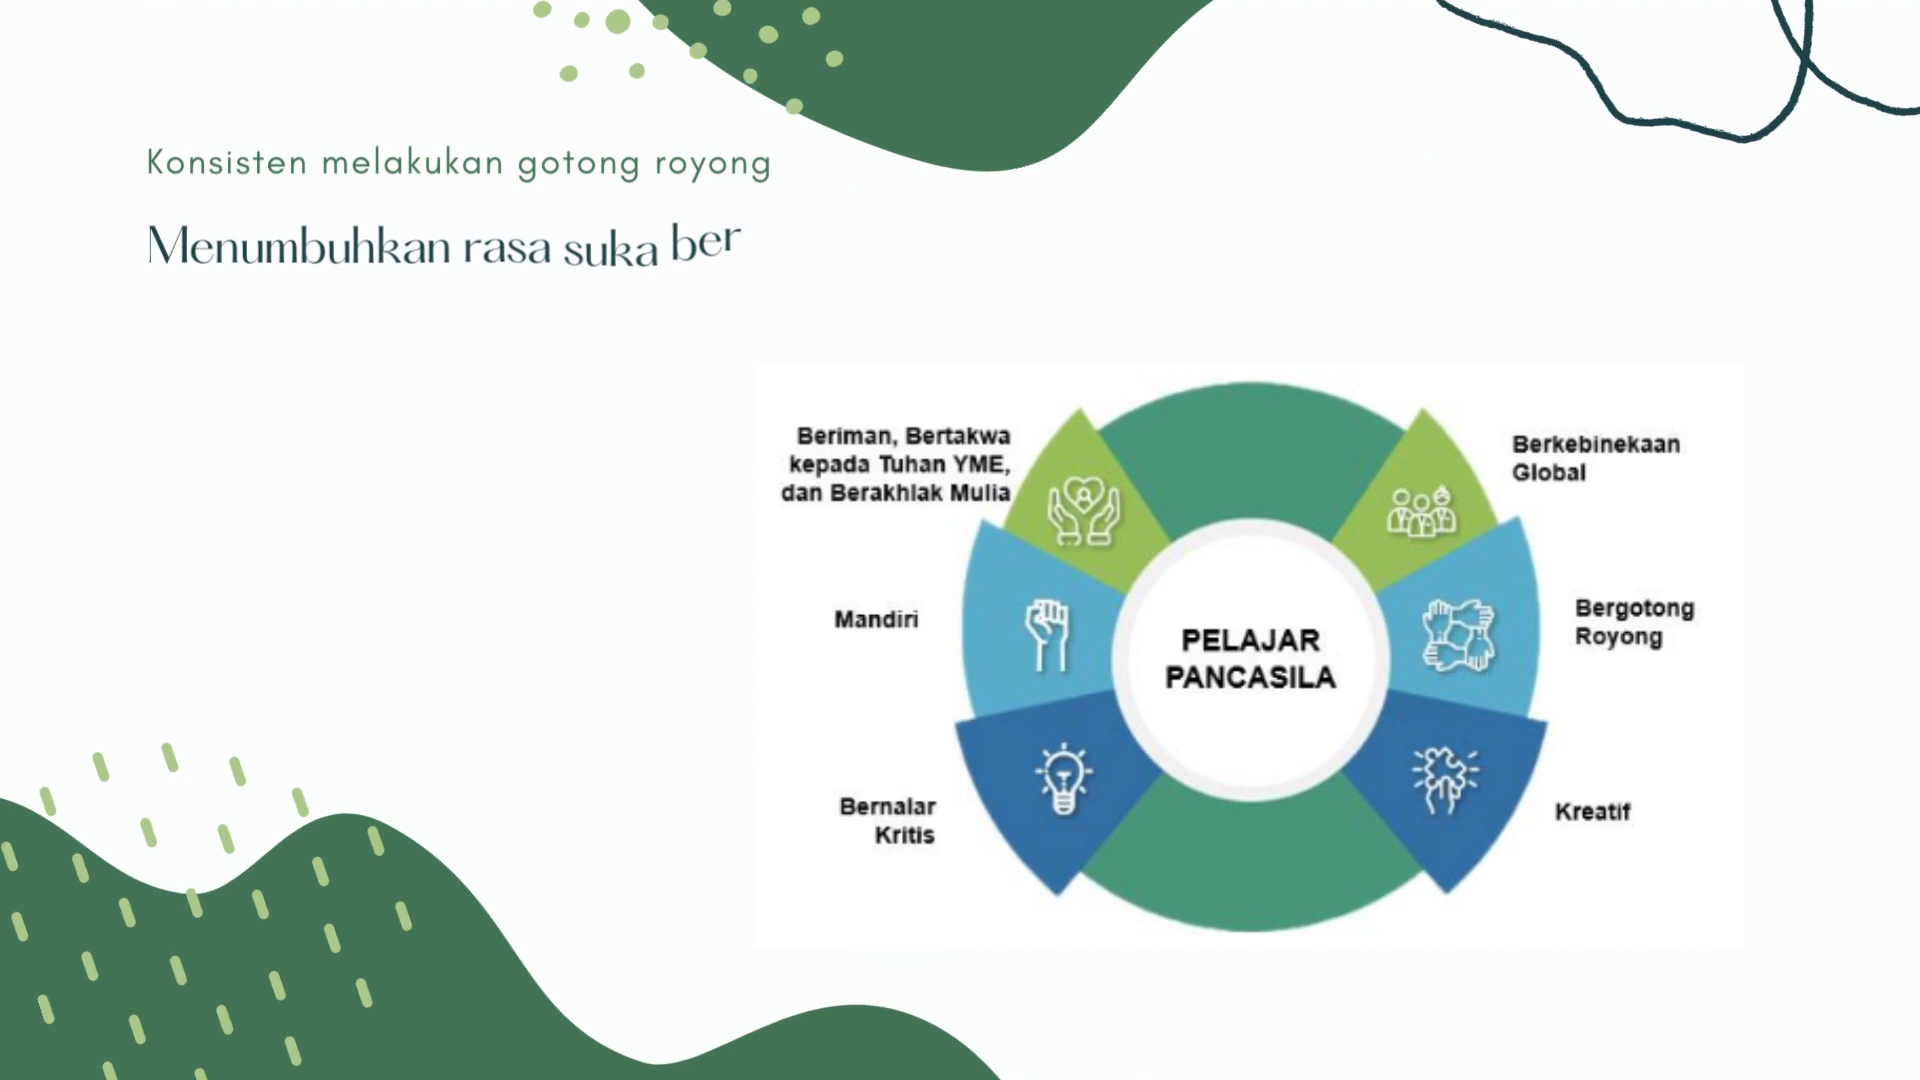 Konsisten melakukan gotong royong
Menumbuhkan rasa suka ber
Beriman, Bertakwa
kepada Tuhan YME,
dan Berakhlak Mulia
Berkebinekaan
Global
Mandiri
Bergotong
Royong
PELAJAR
PANCASILA
Bernalar
Kritis
Kreatif